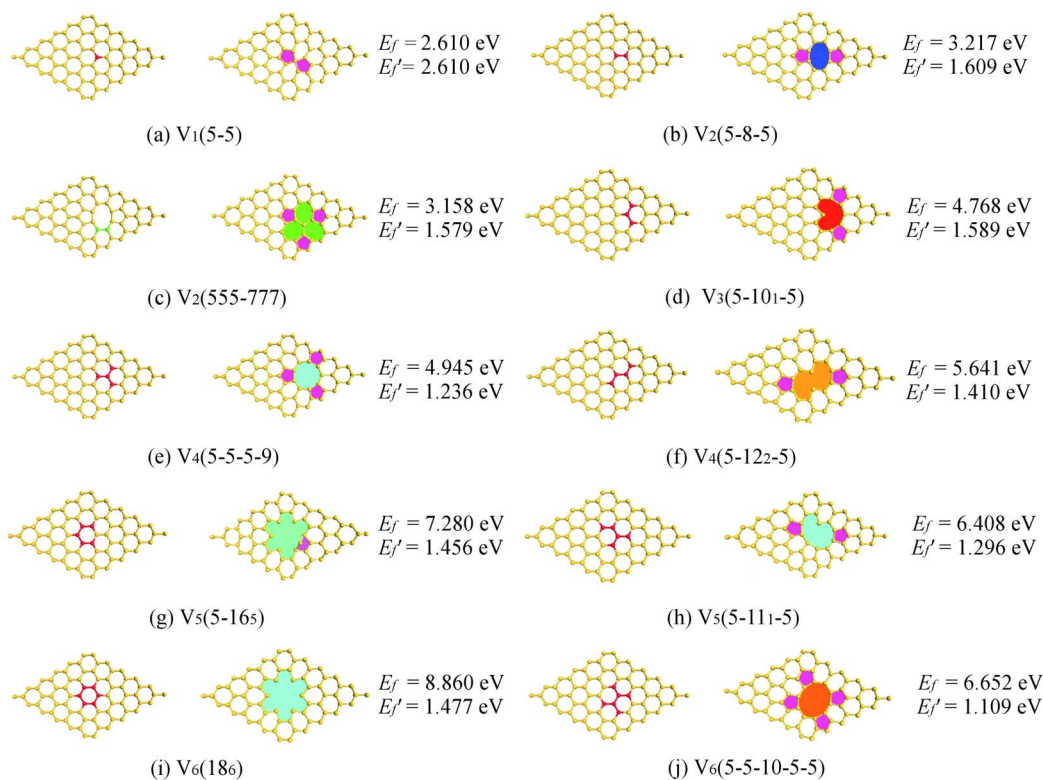 E_f = 2.610 eV
E_f′= 2.610 eV
(a) V₁(5-5)
E_f = 3.217 eV
E_f′ = 1.609 eV
(b) V₂(5-8-5)
E_f = 3.158 eV
E_f′ = 1.579 eV
(c) V₂(555-777)
E_f = 4.768 eV
E_f′ = 1.589 eV
(d) V₃(5-10₁-5)
E_f = 4.945 eV
E_f′ = 1.236 eV
(e) V₄(5-5-5-9)
E_f = 5.641 eV
E_f′ = 1.410 eV
(f) V₄(5-12₂-5)
E_f = 7.280 eV
E_f′ = 1.456 eV
(g) V₅(5-16₅)
E_f = 6.408 eV
E_f′ = 1.296 eV
(h) V₅(5-11₁-5)
E_f = 8.860 eV
E_f′ = 1.477 eV
(i) V₆(18₆)
E_f = 6.652 eV
E_f′ = 1.109 eV
(j) V₆(5-5-10-5-5)